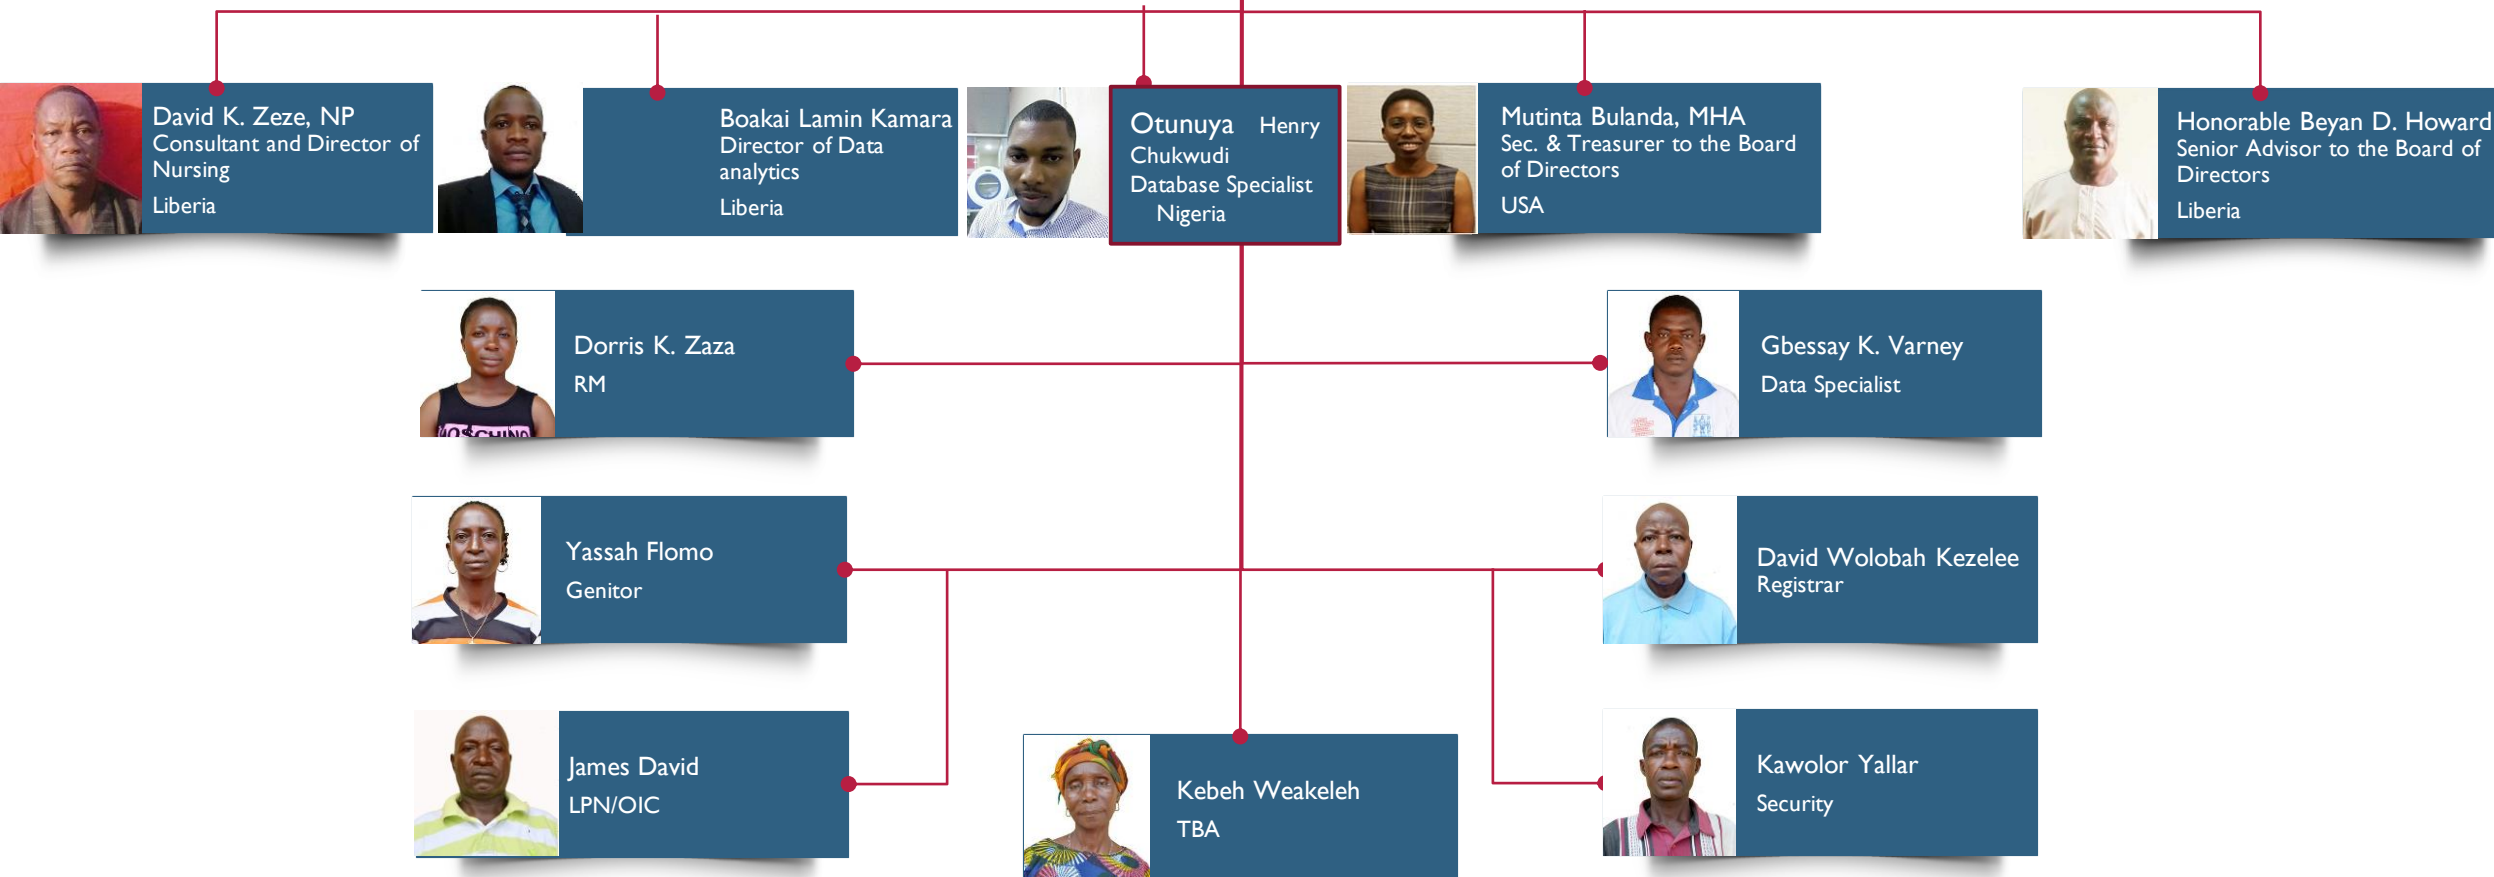 David K. Zeze, NP
Consultant and Director of
Nursing
Liberia
Boakai Lamin Kamara
Director of Data
analytics
Liberia
Otunuya Henry
Chukwudi
Database Specialist
Nigeria
Mutinta Bulanda, MHA
Sec. & Treasurer to the Board
of Directors
USA
Honorable Beyan D. Howard
Senior Advisor to the Board of
Directors
Liberia
Dorris K. Zaza
RM
MOSCHINO
Gbessay K. Varney
Data Specialist
Yassah Flomo
Genitor
David Wolobah Kezelee
Registrar
James David
LPN/OIC
Kebeh Weakeleh
TBA
Kawolor Yallar
Security